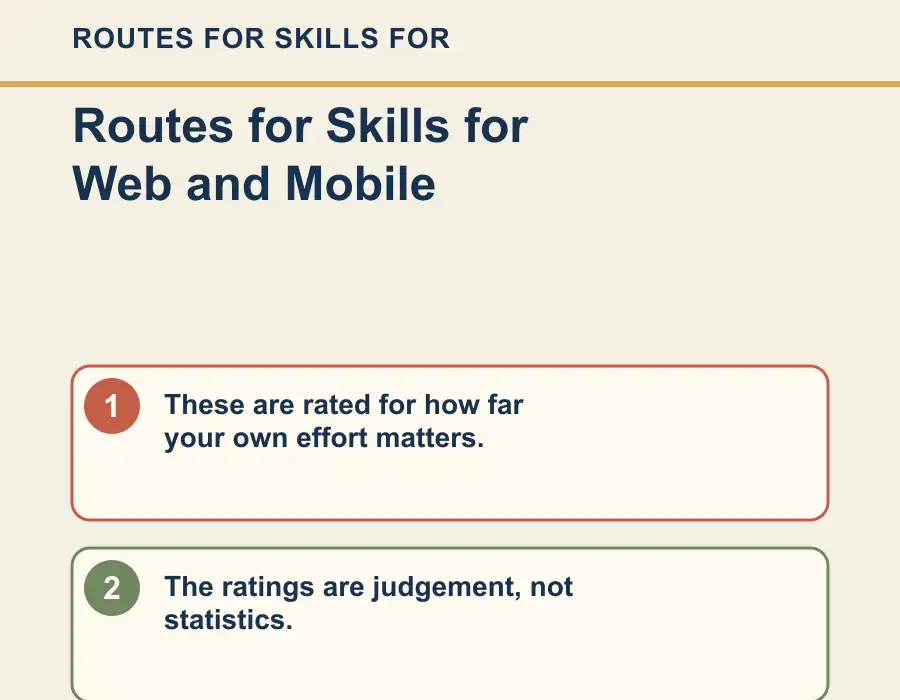 ROUTES FOR SKILLS FOR
Routes for Skills for
Web and Mobile
1
These are rated for how far
your own effort matters.
2
The ratings are judgement, not
statistics.